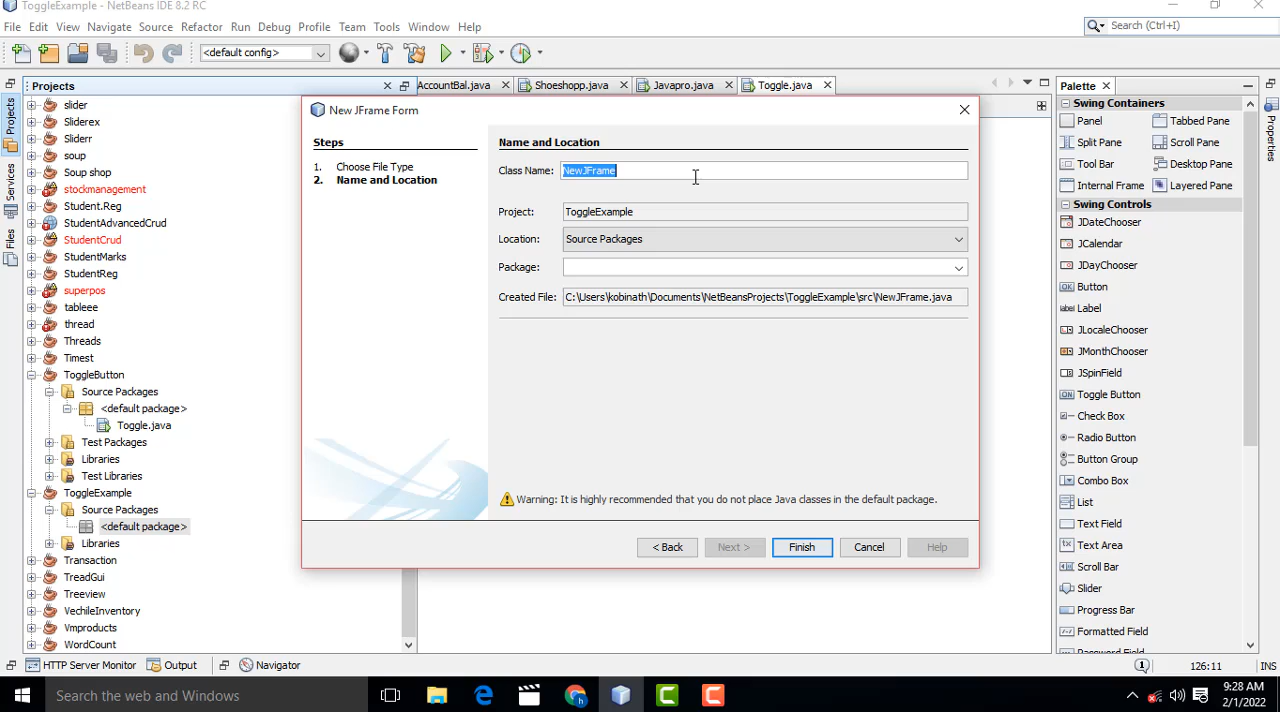 ToggleExample - NetBeans IDE 8.2 RC
File Edit View Navigate Source Refactor Run Debug Profile Team Tools Window Help
Search (Ctrl+I)
<default config>
Projects
AccountBal.java
Shoeshopp.java
Javapro.java
Toggle.java
Palette
slider
Sliderex
Sliderr
soup
Soup shop
stockmanagement
Student.Reg
StudentAdvancedCrud
StudentCrud
StudentMarks
StudentReg
superpos
tableee
thread
Threads
Timest
ToggleButton
Source Packages
<default package>
Toggle.java
Test Packages
Libraries
Test Libraries
ToggleExample
Source Packages
<default package>
Libraries
Transaction
TreadGui
Treeview
VechileInventory
Vmproducts
WordCount
Projects
Services
Files
New JFrame Form
Steps
1. Choose File Type
2. Name and Location
Name and Location
Class Name: NewJFrame
Project: ToggleExample
Location: Source Packages
Package:
Created File: C:\Users\kobinath\Documents\NetBeansProjects\ToggleExample\src\NewJFrame.java
Warning: It is highly recommended that you do not place Java classes in the default package.
< Back
Next >
Finish
Cancel
Help
Swing Containers
Panel Tabbed Pane
Split Pane Scroll Pane
Tool Bar Desktop Pane
Internal Frame Layered Pane
Swing Controls
JDateChooser
JCalendar
JDayChooser
Button
label Label
JLocaleChooser
JMonthChooser
JSpinField
ON Toggle Button
Check Box
Radio Button
Button Group
Combo Box
List
Text Field
Text Area
Scroll Bar
Slider
Progress Bar
Formatted Field
Properties
HTTP Server Monitor
Output
Navigator
1
126:11
INS
Search the web and Windows
9:28 AM
2/1/2022